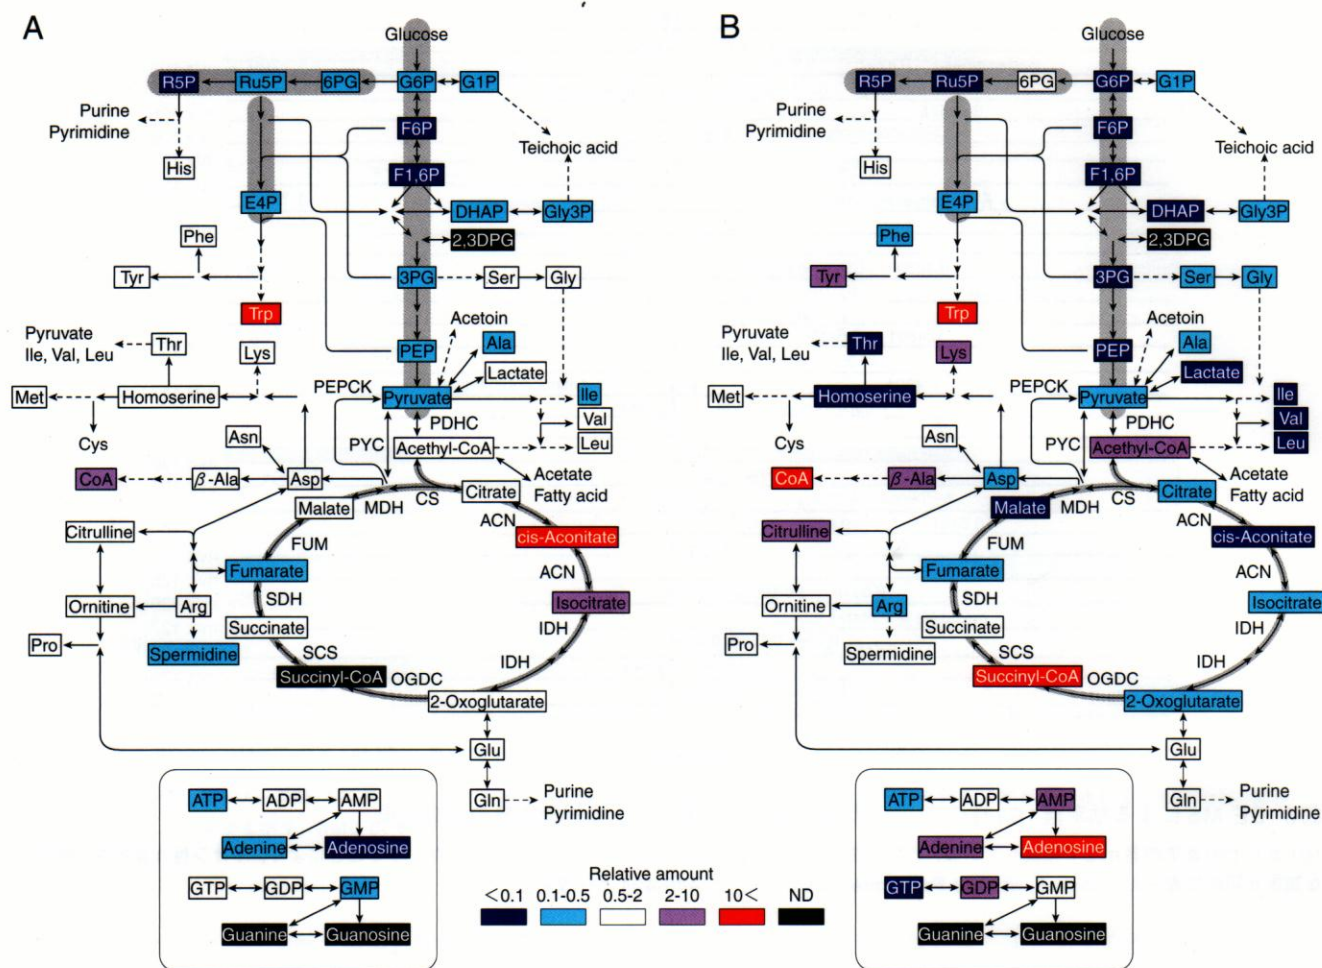 A
Glucose
R5P
Ru5P
6PG
G6P
G1P
Purine
Pyrimidine
F6P
Teichoic acid
His
F1,6P
E4P
DHAP
Gly3P
2,3DPG
Phe
Tyr
3PG
Ser
Gly
Trp
Acetoin
Pyruvate
Ile, Val, Leu
Thr
Lys
PEP
Ala
Lactate
PEPCK
Met
Homoserine
Pyruvate
Ile
Cys
PYC
PDHC
Val
Asn
Acethyl-CoA
Leu
CoA
β-Ala
Asp
Acetate
Fatty acid
Malate
MDH
CS
Citrate
Citrulline
ACN
FUM
cis-Aconitate
Fumarate
ACN
SDH
Isocitrate
Ornitine
Arg
Succinate
IDH
Pro
Spermidine
SCS
IDH
Succinyl-CoA
OGDC
2-Oxoglutarate
Glu
Gln
Purine
Pyrimidine
ATP
ADP
AMP
Adenine
Adenosine
GTP
GDP
GMP
Guanine
Guanosine
B
Glucose
R5P
Ru5P
6PG
G6P
G1P
Purine
Pyrimidine
F6P
Teichoic acid
His
F1,6P
E4P
DHAP
Gly3P
2,3DPG
Phe
Tyr
3PG
Ser
Gly
Trp
Acetoin
Pyruvate
Ile, Val, Leu
Thr
Lys
PEP
Ala
Lactate
PEPCK
Met
Homoserine
Pyruvate
Ile
Cys
PYC
PDHC
Val
Asn
Acethyl-CoA
Leu
CoA
β-Ala
Asp
Acetate
Fatty acid
Malate
MDH
CS
Citrate
Citrulline
ACN
FUM
cis-Aconitate
Fumarate
ACN
SDH
Isocitrate
Ornitine
Arg
Succinate
IDH
Pro
Spermidine
SCS
IDH
Succinyl-CoA
OGDC
2-Oxoglutarate
Glu
Gln
Purine
Pyrimidine
ATP
ADP
AMP
Adenine
Adenosine
GTP
GDP
GMP
Guanine
Guanosine
Relative amount
<0.1 0.1-0.5 0.5-2 2-10 10< ND